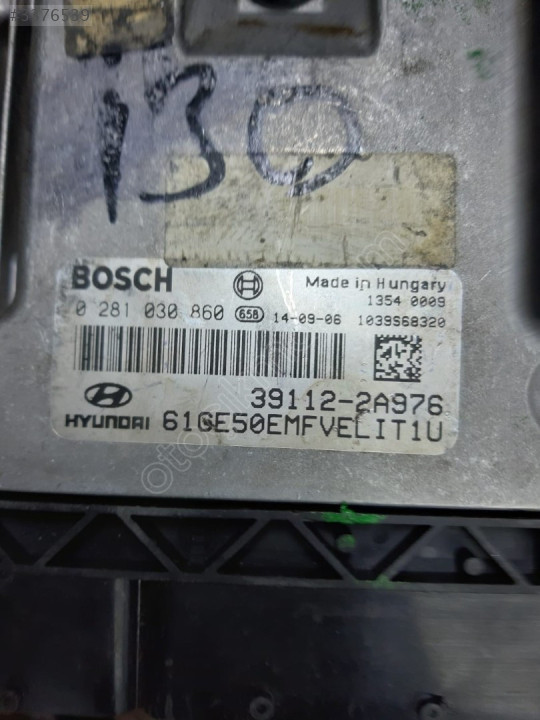 i30
BOSCH
Made in Hungary
1354 0009
0 281 030 860 658 14-09-06 1039S68320
39112-2A976
HYUNDAI 61GE50EMFVELIT1U